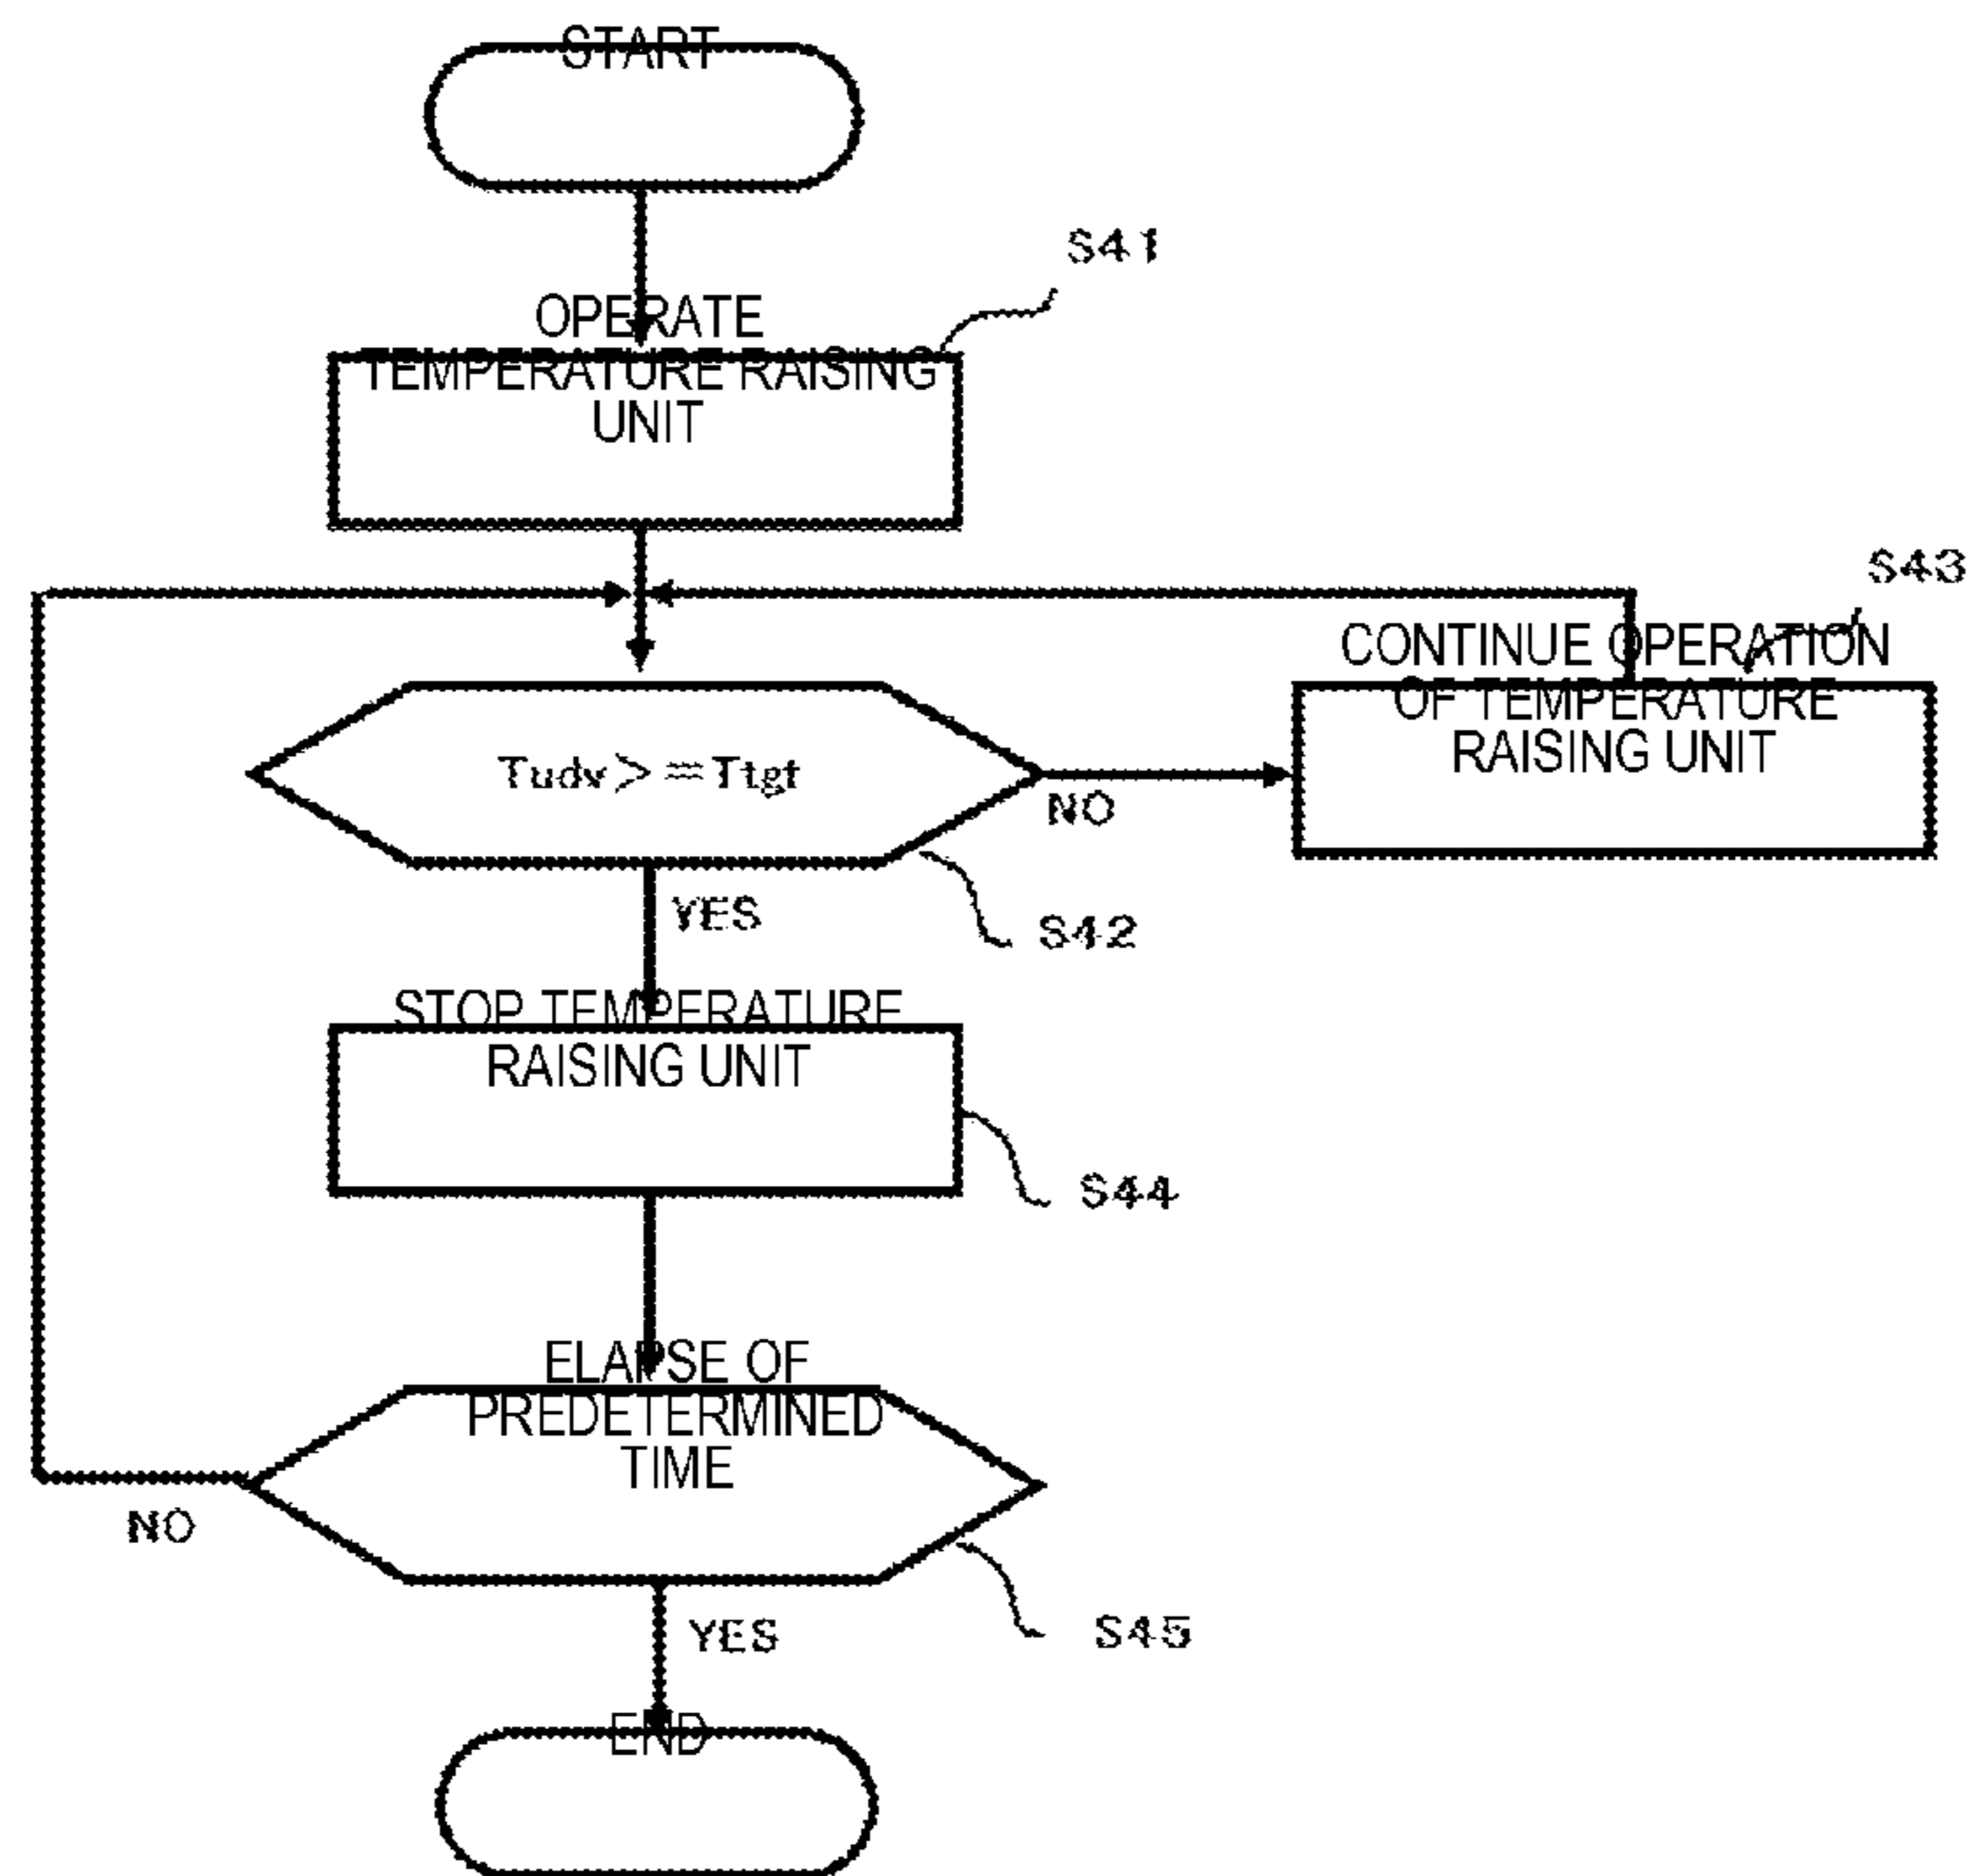 START
S41
OPERATE
TEMPERATURE RAISING
UNIT
S43
CONTINUE OPERATION
OF TEMPERATURE
RAISING UNIT
Tudv>=Ttgt
NO
YES
S42
STOP TEMPERATURE
RAISING UNIT
S44
ELAPSE OF
PREDETERMINED
TIME
NO
YES
S45
END